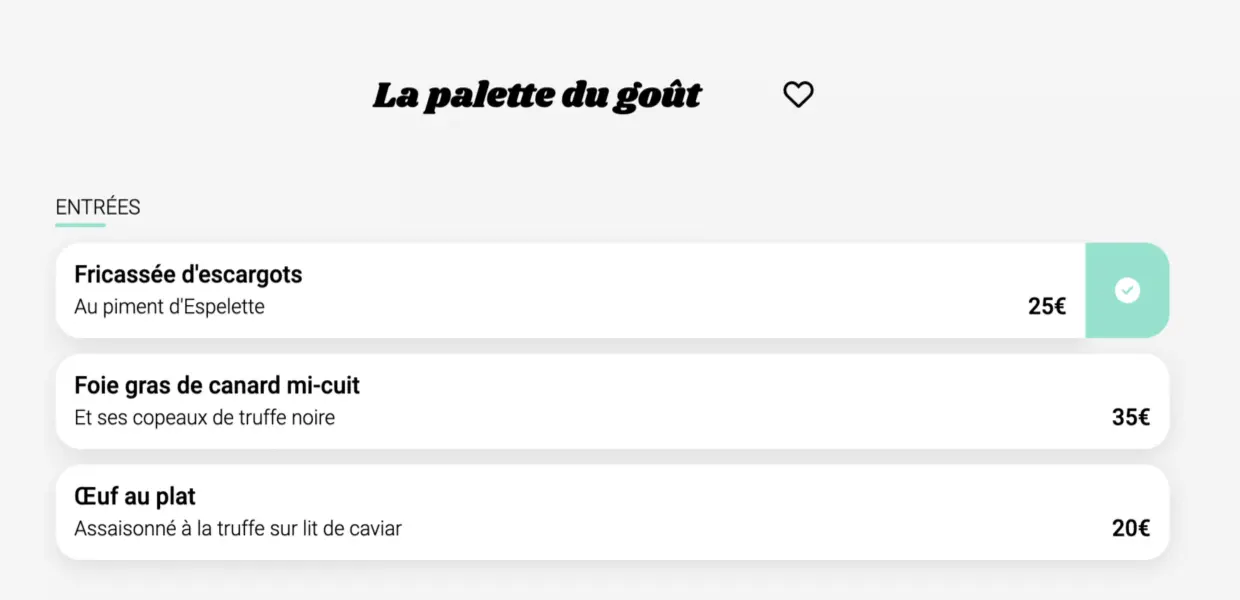 La palette du goût
ENTRÉES
Fricassée d'escargots
Au piment d'Espelette
25€
Foie gras de canard mi-cuit
Et ses copeaux de truffe noire
35€
Œuf au plat
Assaisonné à la truffe sur lit de caviar
20€